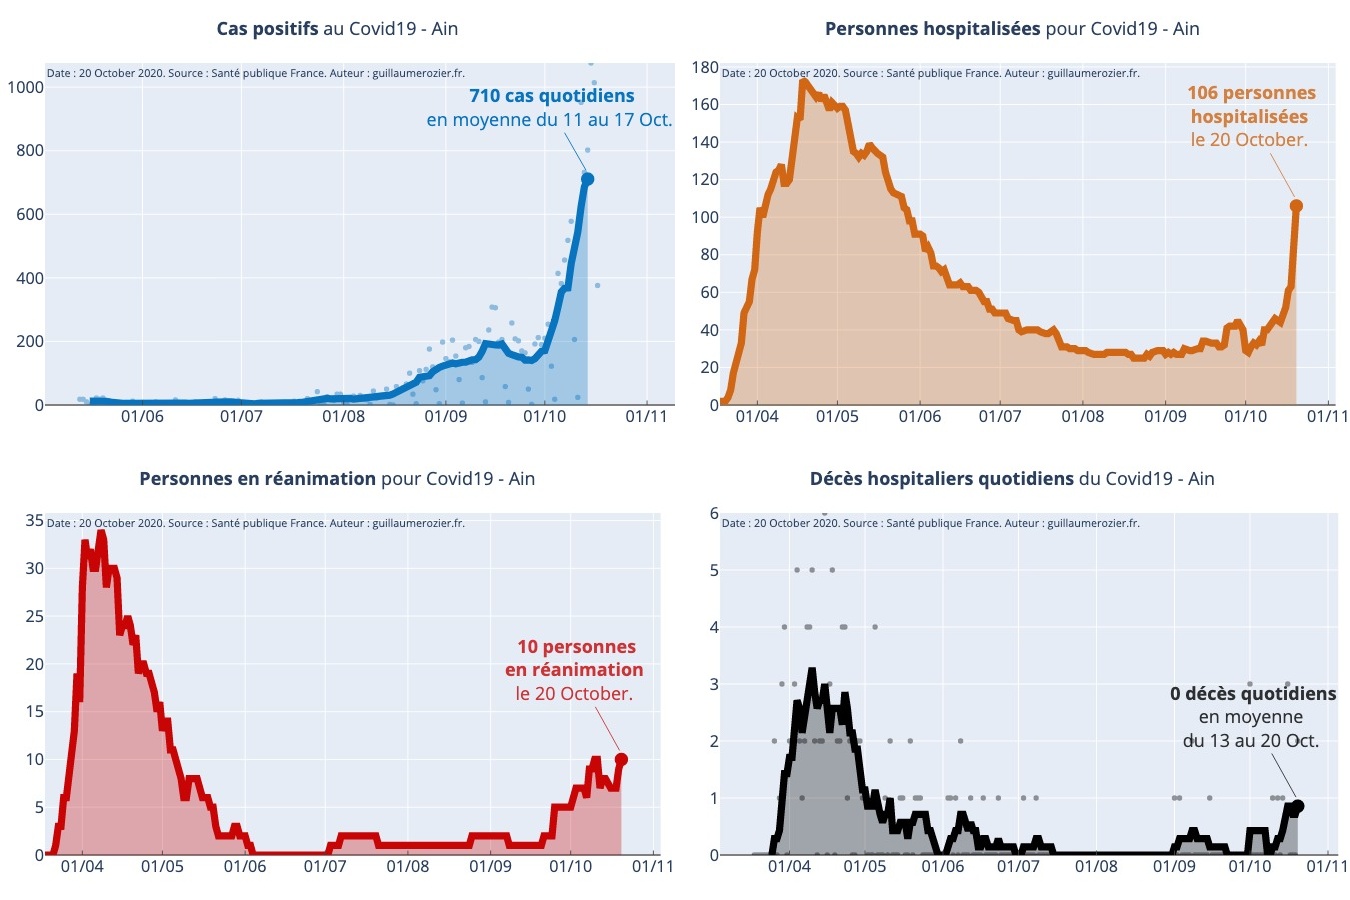 Cas positifs au Covid19 - Ain
Date : 20 October 2020. Source : Santé publique France. Auteur : guillaumerozier.fr.
1000
800
600
400
200
0
710 cas quotidiens
en moyenne du 11 au 17 Oct.
01/06 01/07 01/08 01/09 01/10 01/11
Personnes hospitalisées pour Covid19 - Ain
Date : 20 October 2020. Source : Santé publique France. Auteur : guillaumerozier.fr.
180
160
140
120
100
80
60
40
20
0
106 personnes
hospitalisées
le 20 October.
01/04 01/05 01/06 01/07 01/08 01/09 01/10 01/11
Personnes en réanimation pour Covid19 - Ain
Date : 20 October 2020. Source : Santé publique France. Auteur : guillaumerozier.fr.
35
30
25
20
15
10
5
0
10 personnes
en réanimation
le 20 October.
01/04 01/05 01/06 01/07 01/08 01/09 01/10 01/11
Décès hospitaliers quotidiens du Covid19 - Ain
Date : 20 October 2020. Source : Santé publique France. Auteur : guillaumerozier.fr.
6
5
4
3
2
1
0
0 décès quotidiens
en moyenne
du 13 au 20 Oct.
01/04 01/05 01/06 01/07 01/08 01/09 01/10 01/11